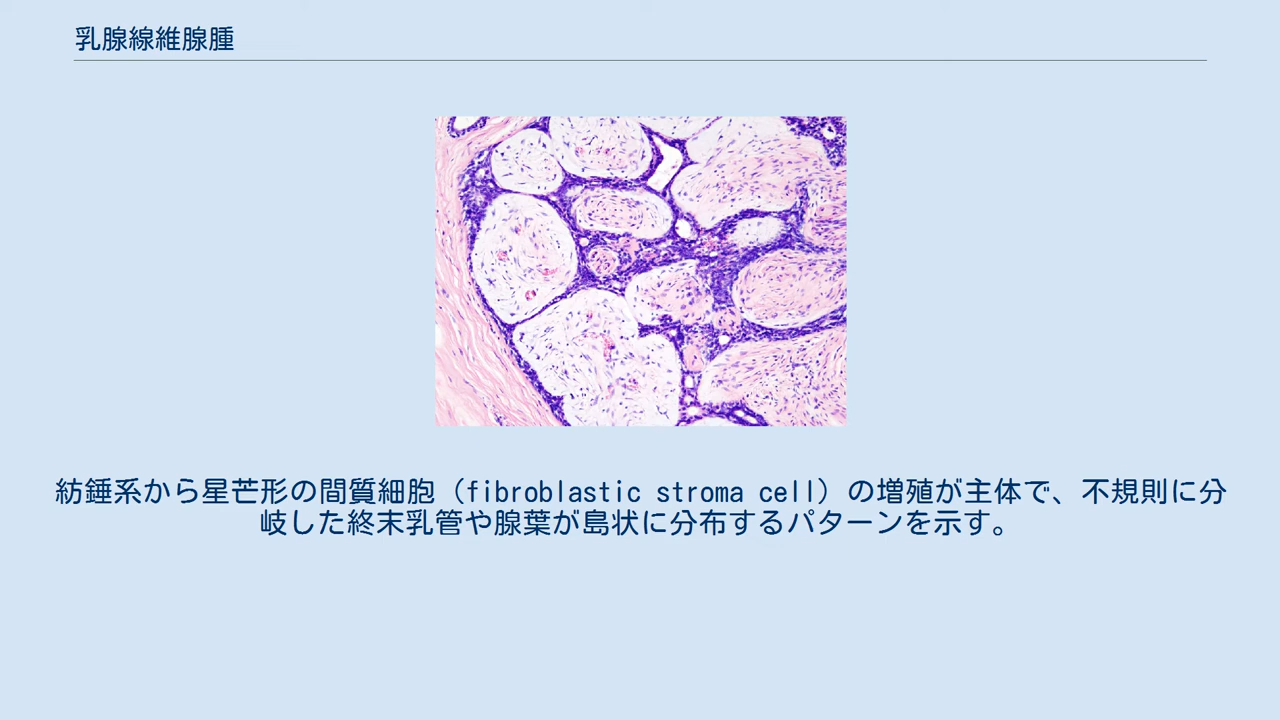 乳腺線維腺腫
紡錘系から星芒形の間質細胞（fibroblastic stroma cell）の増殖が主体で、不規則に分
岐した終末乳管や腺葉が島状に分布するパターンを示す。